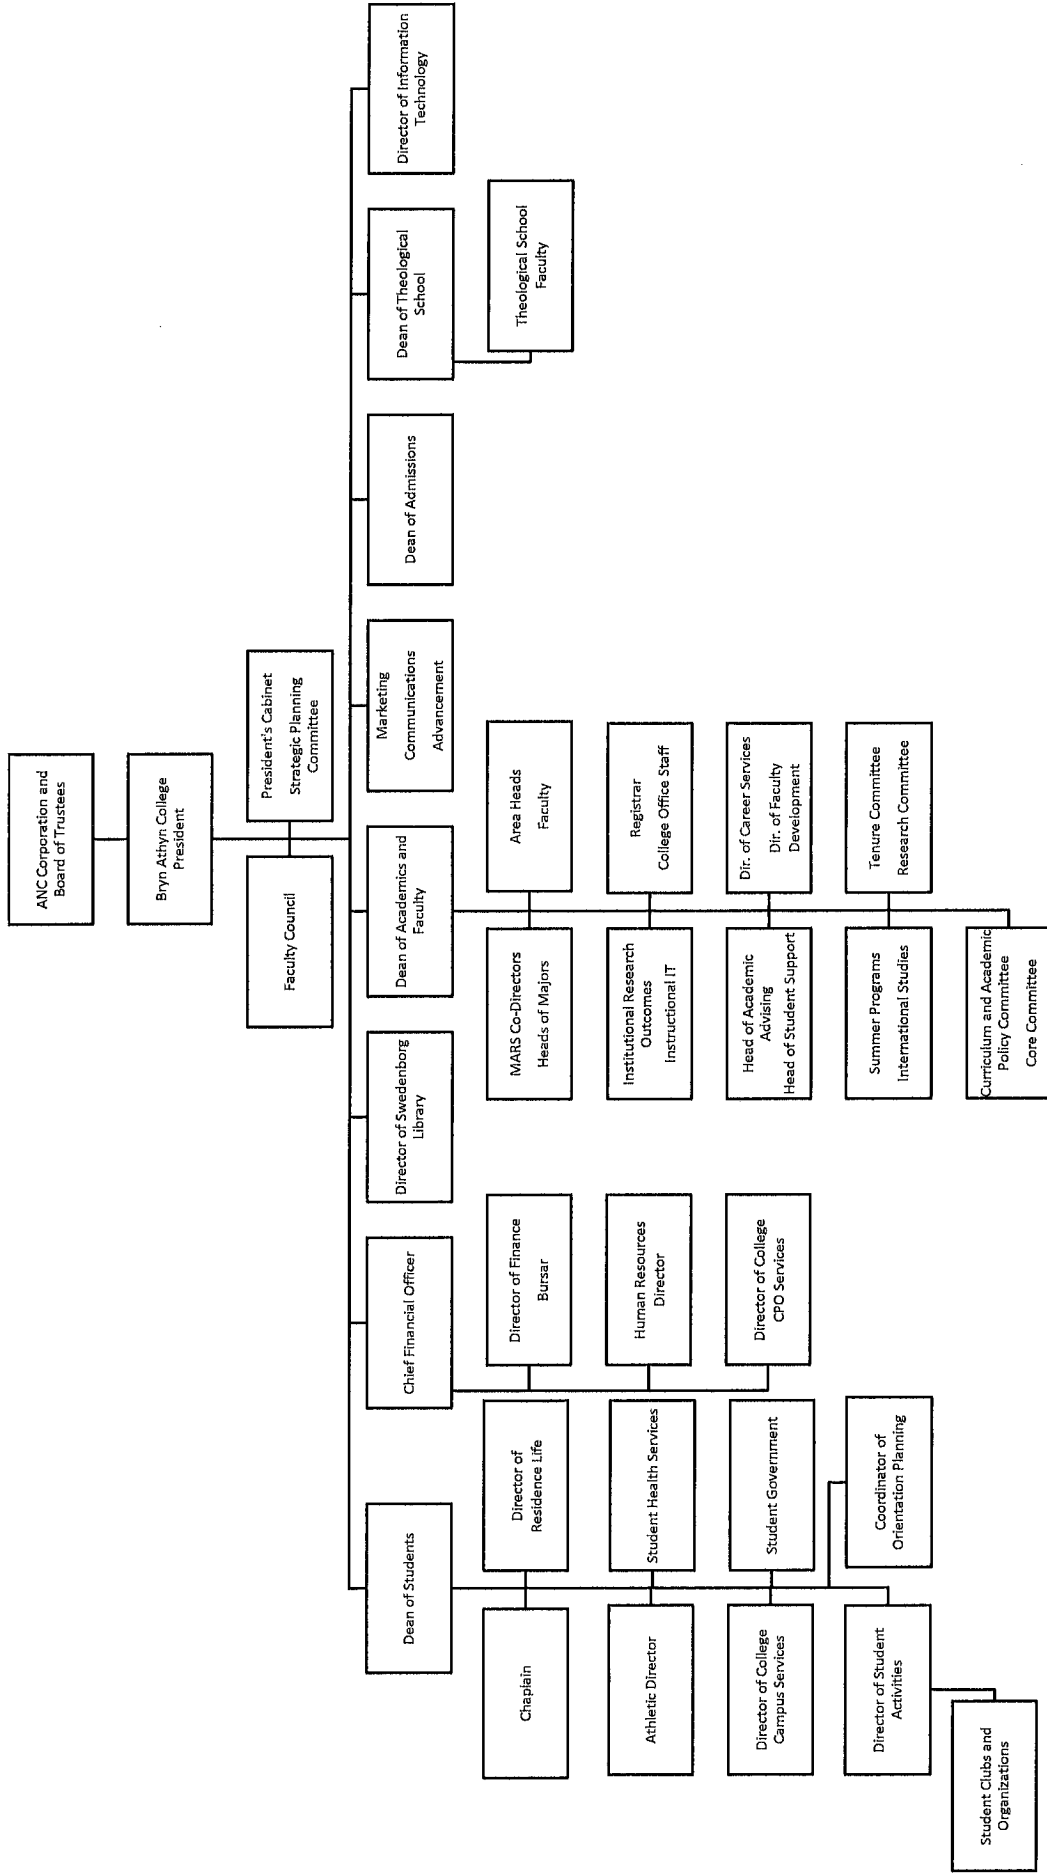 ANC Corporation and
Board of Trustees
Bryn Athyn College
President
Faculty Council
President's Cabinet
Strategic Planning
Committee
Dean of Students
Chief Financial Officer
Director of Swedenborg
Library
Dean of Academics and
Faculty
Marketing
Communications
Advancement
Dean of Admissions
Dean of Theological
School
Director of Information
Technology
Chaplain
Director of
Residence Life
Athletic Director
Student Health Services
Director of College
Campus Services
Student Government
Director of Student
Activities
Coordinator of
Orientation Planning
Student Clubs and
Organizations
Director of Finance
Bursar
Human Resources
Director
Director of College
CPO Services
MARS Co-Directors
Heads of Majors
Area Heads
Faculty
Institutional Research
Outcomes
Instructional IT
Registrar
College Office Staff
Head of Academic
Advising
Head of Student Support
Dir. of Career Services
Dir. of Faculty
Development
Summer Programs
International Studies
Tenure Committee
Research Committee
Curriculum and Academic
Policy Committee
Core Committee
Theological School
Faculty